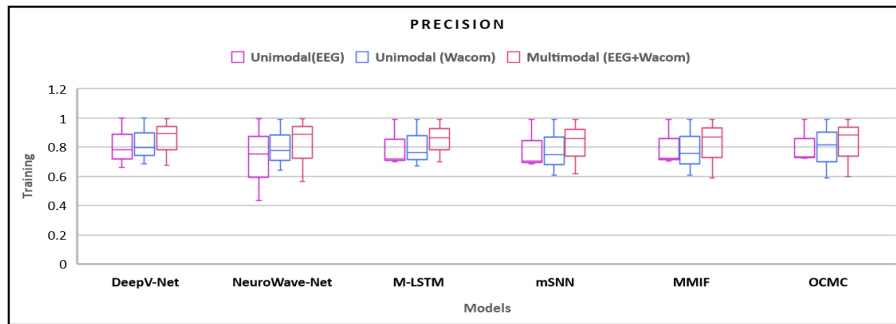 PRECISION
Unimodal(EEG) Unimodal (Wacom) Multimodal (EEG+Wacom)
1.2
1
0.8
0.6
0.4
0.2
0
Training
DeepV-Net NeuroWave-Net M-LSTM mSNN MMIF OCMC
Models